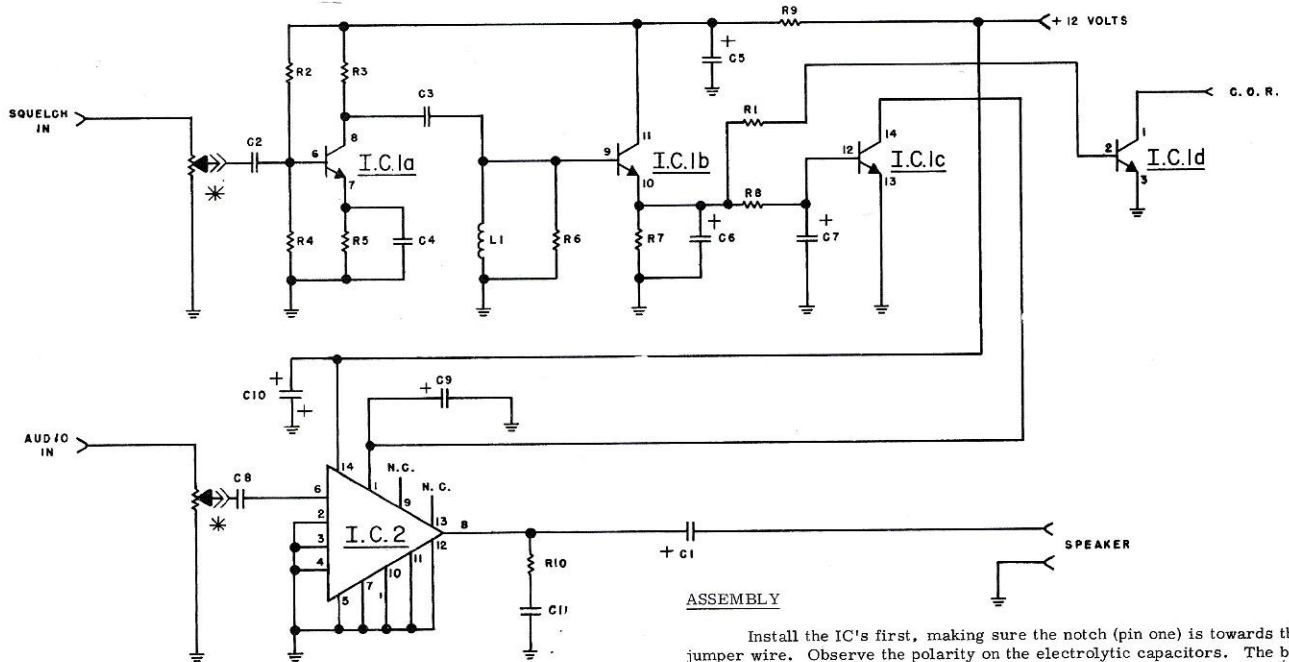 R9
+ 12 VOLTS
+
C5
R2
R3
C3
R1
C. O. R.
SQUELCH
IN
C2
8
6
7
I.C.1a
11
9
10
I.C.1b
14
12
13
I.C.1c
1
2
3
I.C.1d
*
R8
R4
R5
C4
L1
R6
R7
+
C6
+
C7
+
C10
+
+
C9
AUDIO
IN
C8
*
14
1
N.C.
9
N.C.
13
6
2
3
4
I.C.2
8
12
11
10
7
5
R10
C11
+ C1
SPEAKER
ASSEMBLY
Install the IC's first, making sure the notch (pin one) is towards
jumper wire. Observe the polarity on the electrolytic capacitors. The